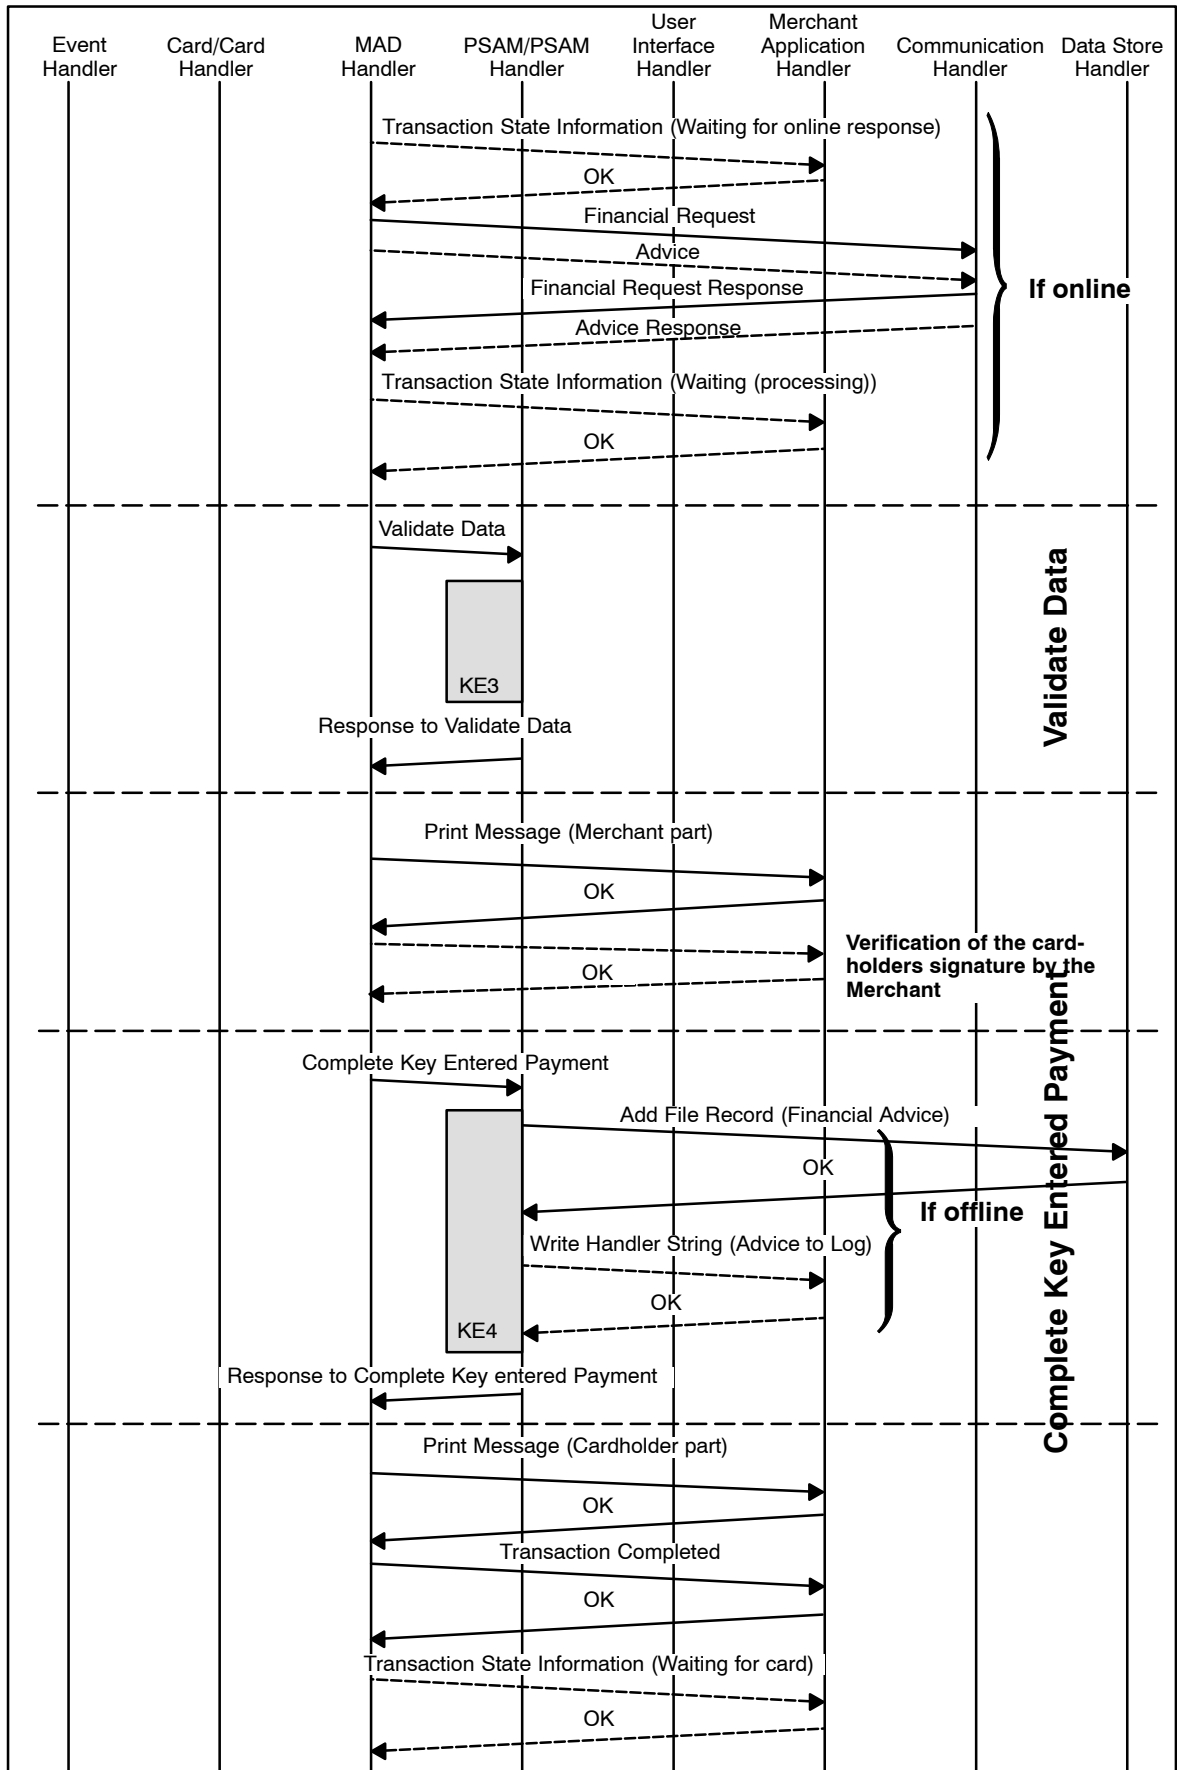 Event
Handler
Card/Card
Handler
MAD
Handler
PSAM/PSAM
Handler
User
Interface
Handler
Merchant
Application
Handler
Communication
Handler
Data Store
Handler
Transaction State Information (Waiting for online response)
OK
Financial Request
Advice
Financial Request Response
Advice Response
Transaction State Information (Waiting (processing))
OK
If online
Validate Data
KE3
Response to Validate Data
Validate Data
Print Message (Merchant part)
OK
OK
Verification of the card-
holders signature by the
Merchant
Complete Key Entered Payment
Add File Record (Financial Advice)
OK
If offline
Write Handler String (Advice to Log)
OK
KE4
Response to Complete Key entered Payment
Complete Key Entered Payment
Print Message (Cardholder part)
OK
Transaction Completed
OK
Transaction State Information (Waiting for card)
OK